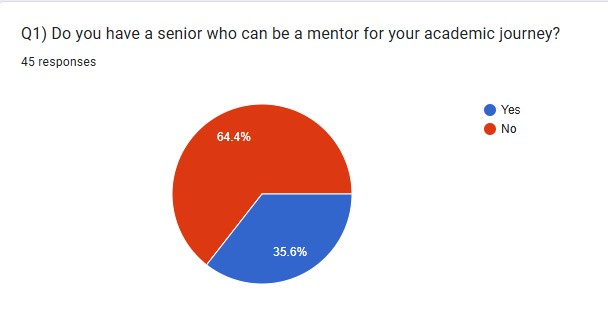 Q1) Do you have a senior who can be a mentor for your academic journey?
45 responses
Yes
No
64.4%
35.6%